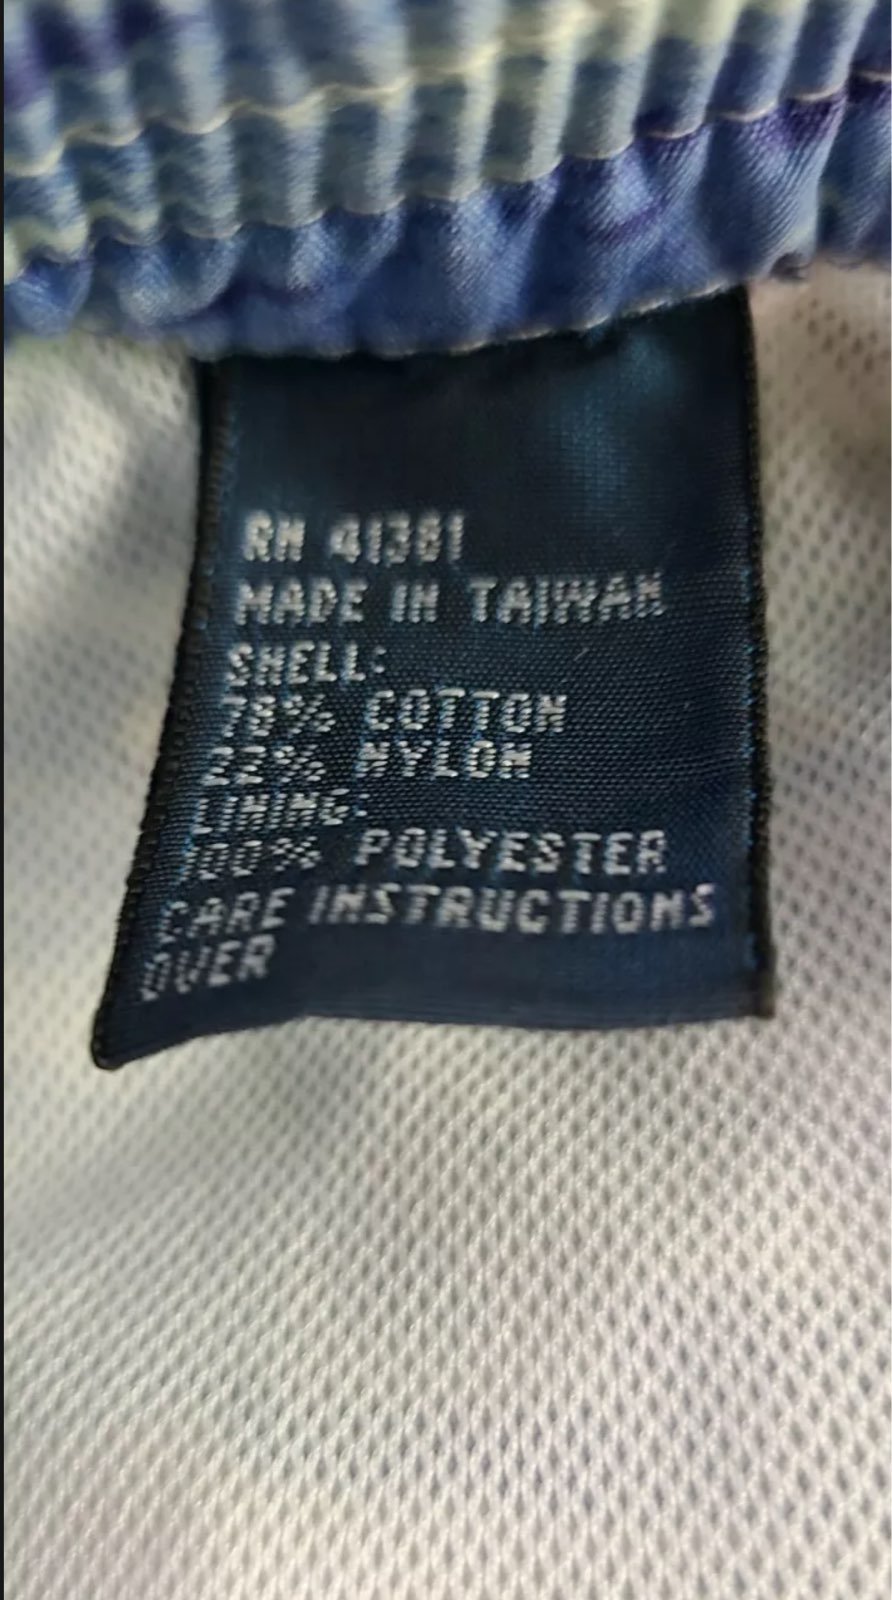 RN 41381
MADE IN TAIWAN
SHELL:
78% COTTON
22% NYLON
LINING:
100% POLYESTER
CARE INSTRUCTIONS
OVER